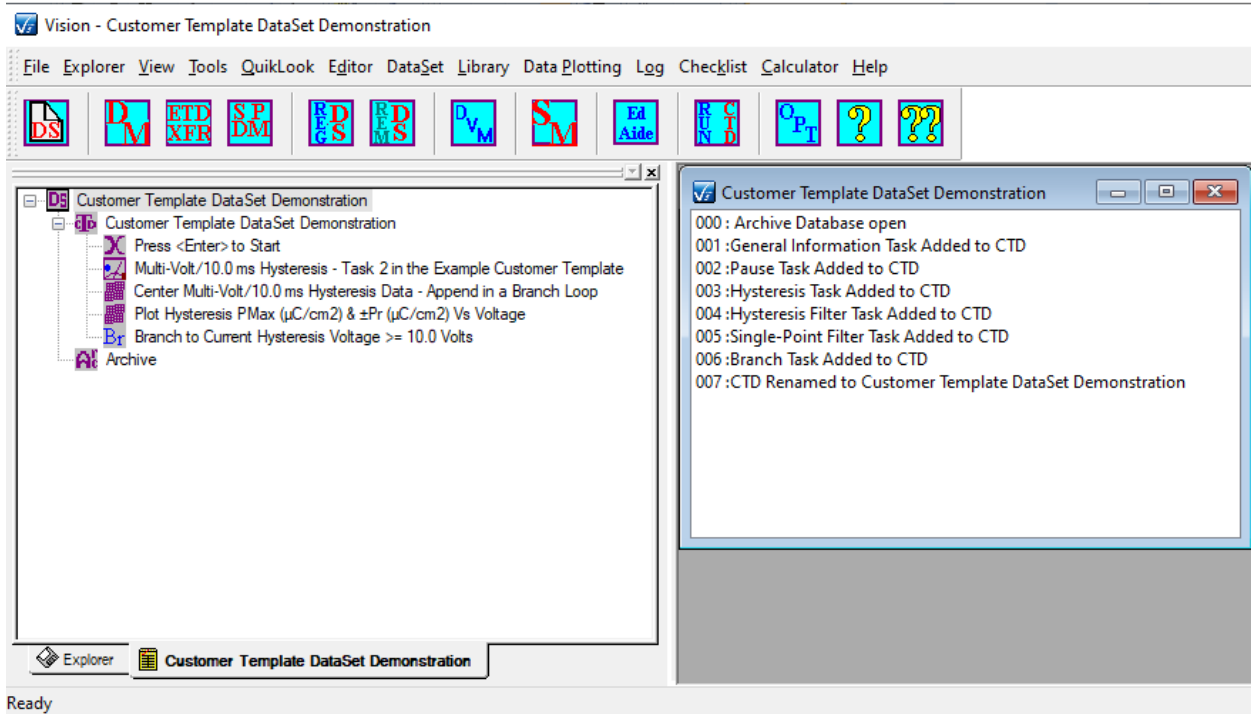 Vision - Customer Template DataSet Demonstration
File Explorer View Tools QuikLook Editor DataSet Library Data Plotting Log Checklist Calculator Help
DS DM ETD XFR SP DM REG DS REM DS DVM SM Ed Aide RUN CTD OPT ? ??
DS Customer Template DataSet Demonstration
CTD Customer Template DataSet Demonstration
Press <Enter> to Start
Multi-Volt/10.0 ms Hysteresis - Task 2 in the Example Customer Template
Center Multi-Volt/10.0 ms Hysteresis Data - Append in a Branch Loop
Plot Hysteresis PMax (µC/cm2) & ±Pr (µC/cm2) Vs Voltage
Br Branch to Current Hysteresis Voltage >= 10.0 Volts
Archive
Explorer
Customer Template DataSet Demonstration
Customer Template DataSet Demonstration
000 : Archive Database open
001 :General Information Task Added to CTD
002 :Pause Task Added to CTD
003 :Hysteresis Task Added to CTD
004 :Hysteresis Filter Task Added to CTD
005 :Single-Point Filter Task Added to CTD
006 :Branch Task Added to CTD
007 :CTD Renamed to Customer Template DataSet Demonstration
Ready